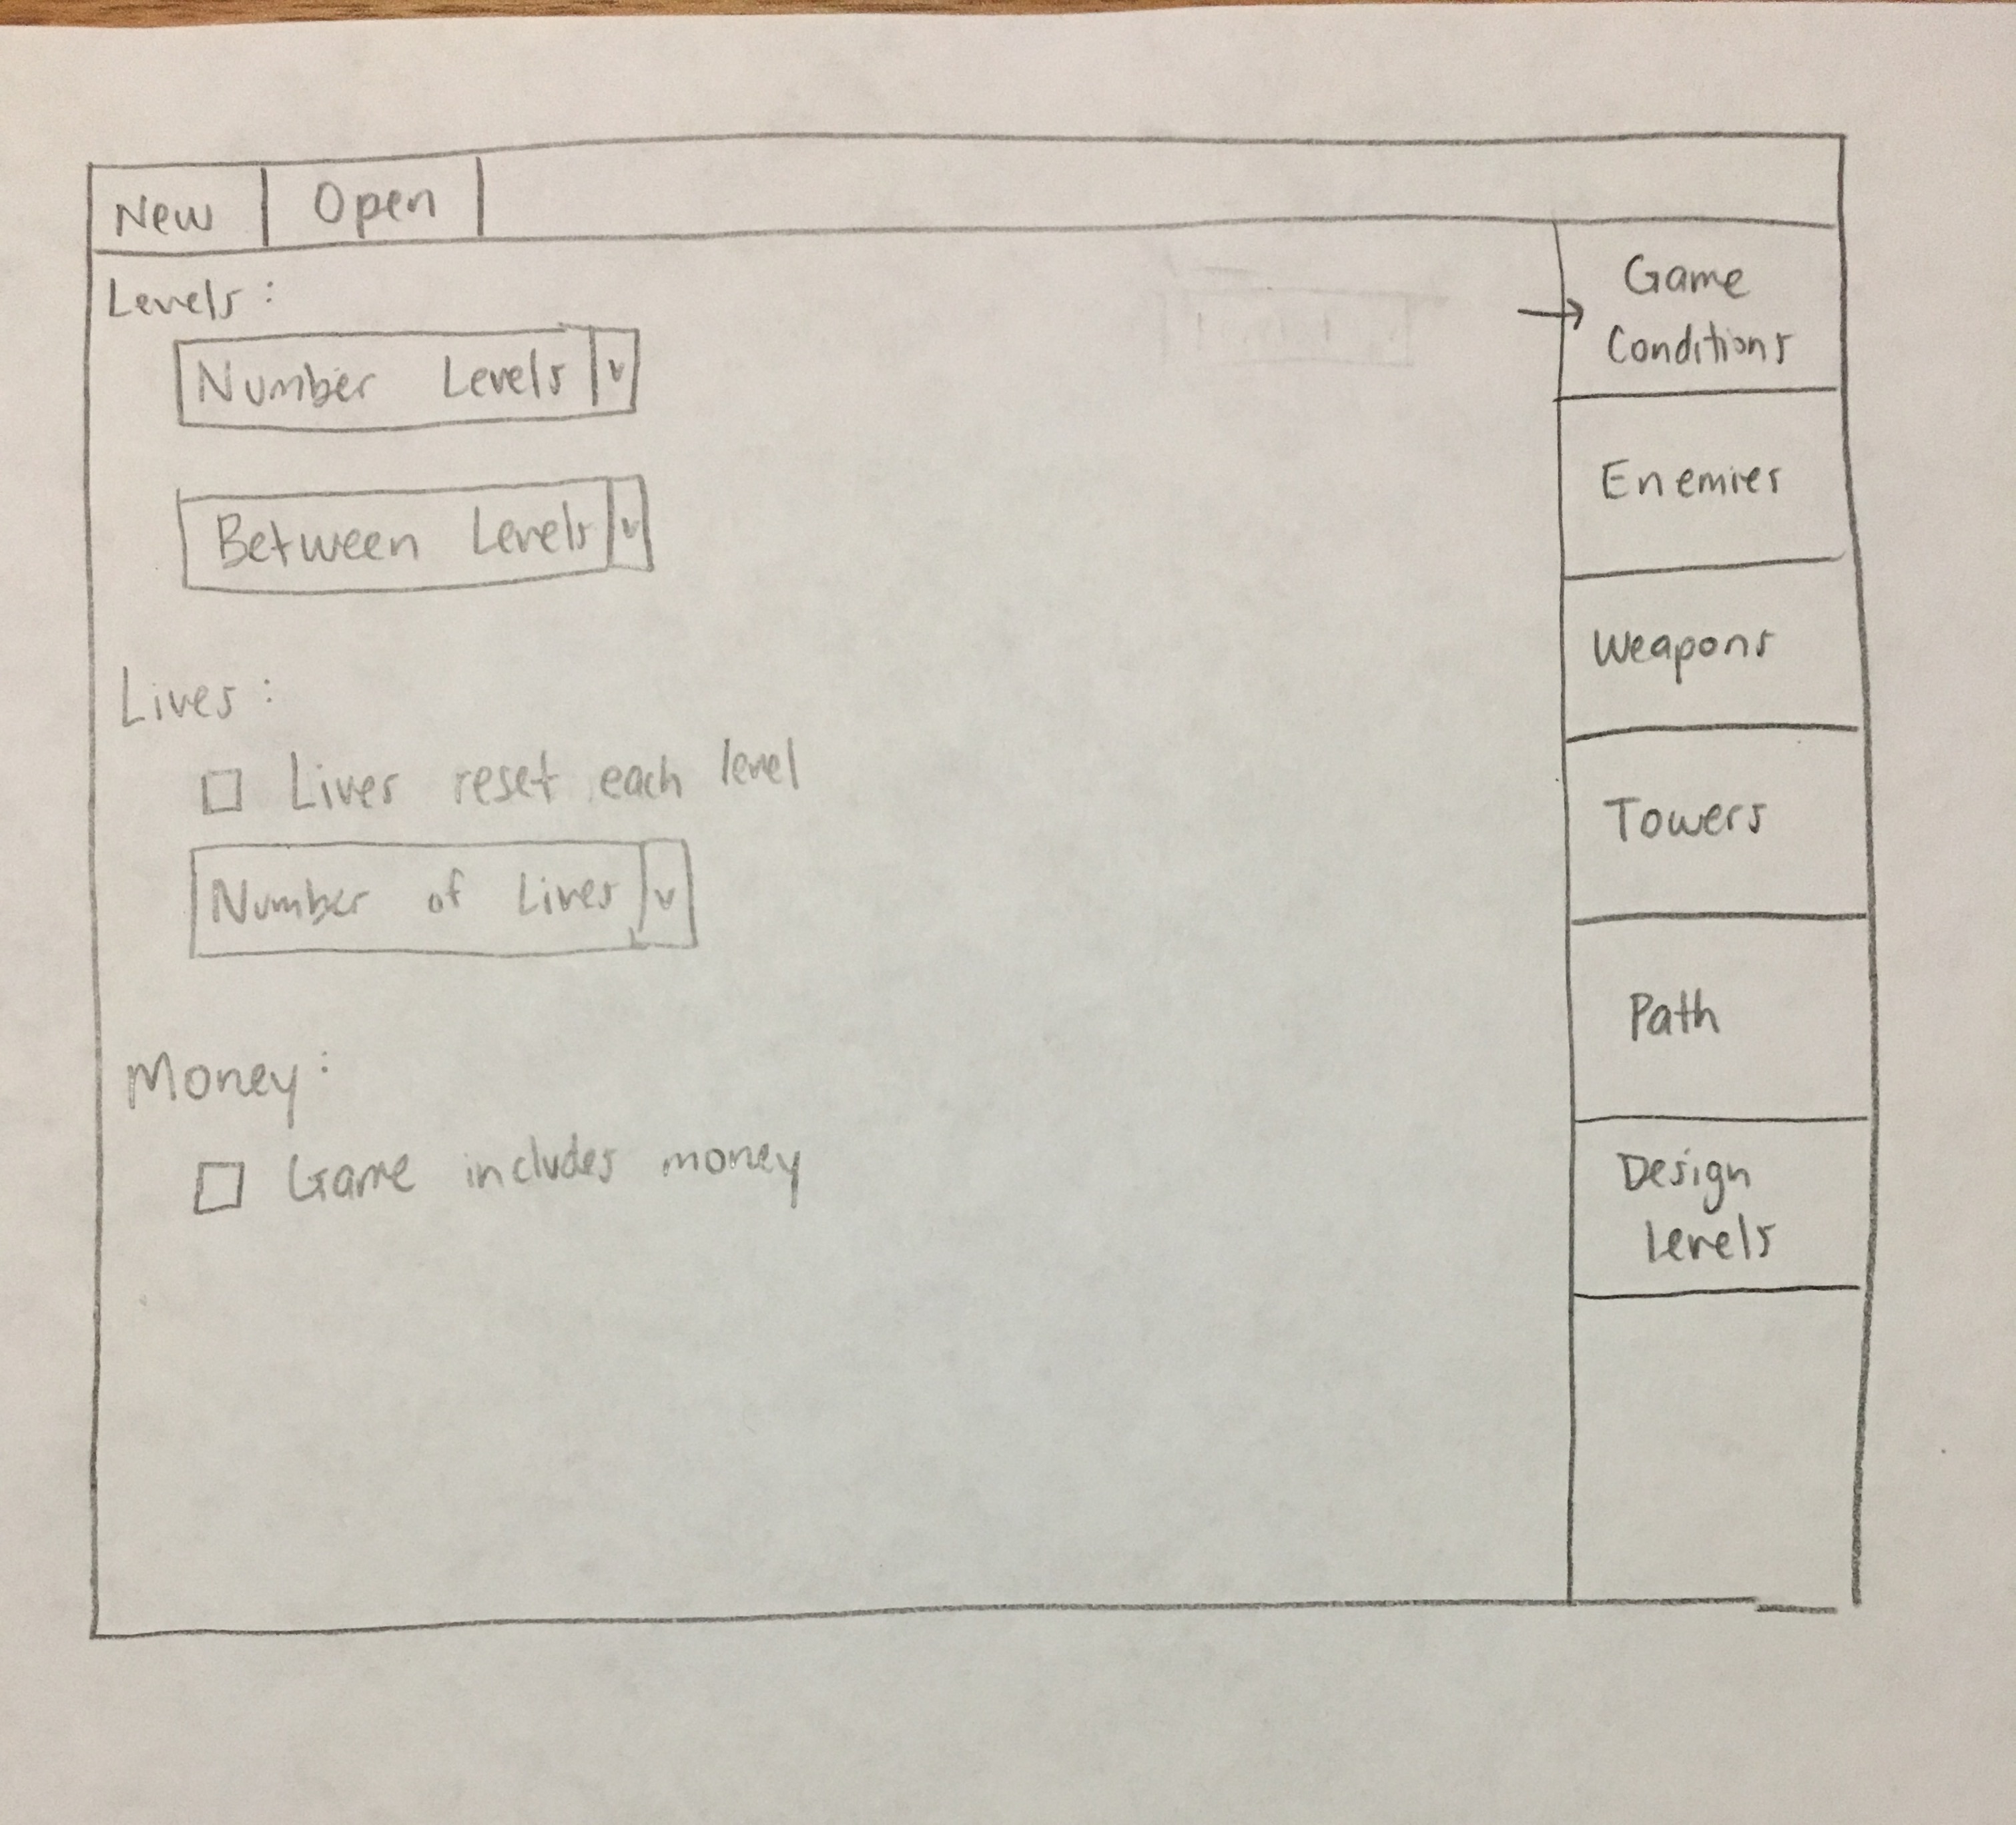 New
Open
Levels:
Number Levels
Between Levels
Lives:
Lives reset each level
Number of Lives
Money:
Game includes money
Game
Conditions
Enemies
Weapons
Towers
Path
Design
Levels